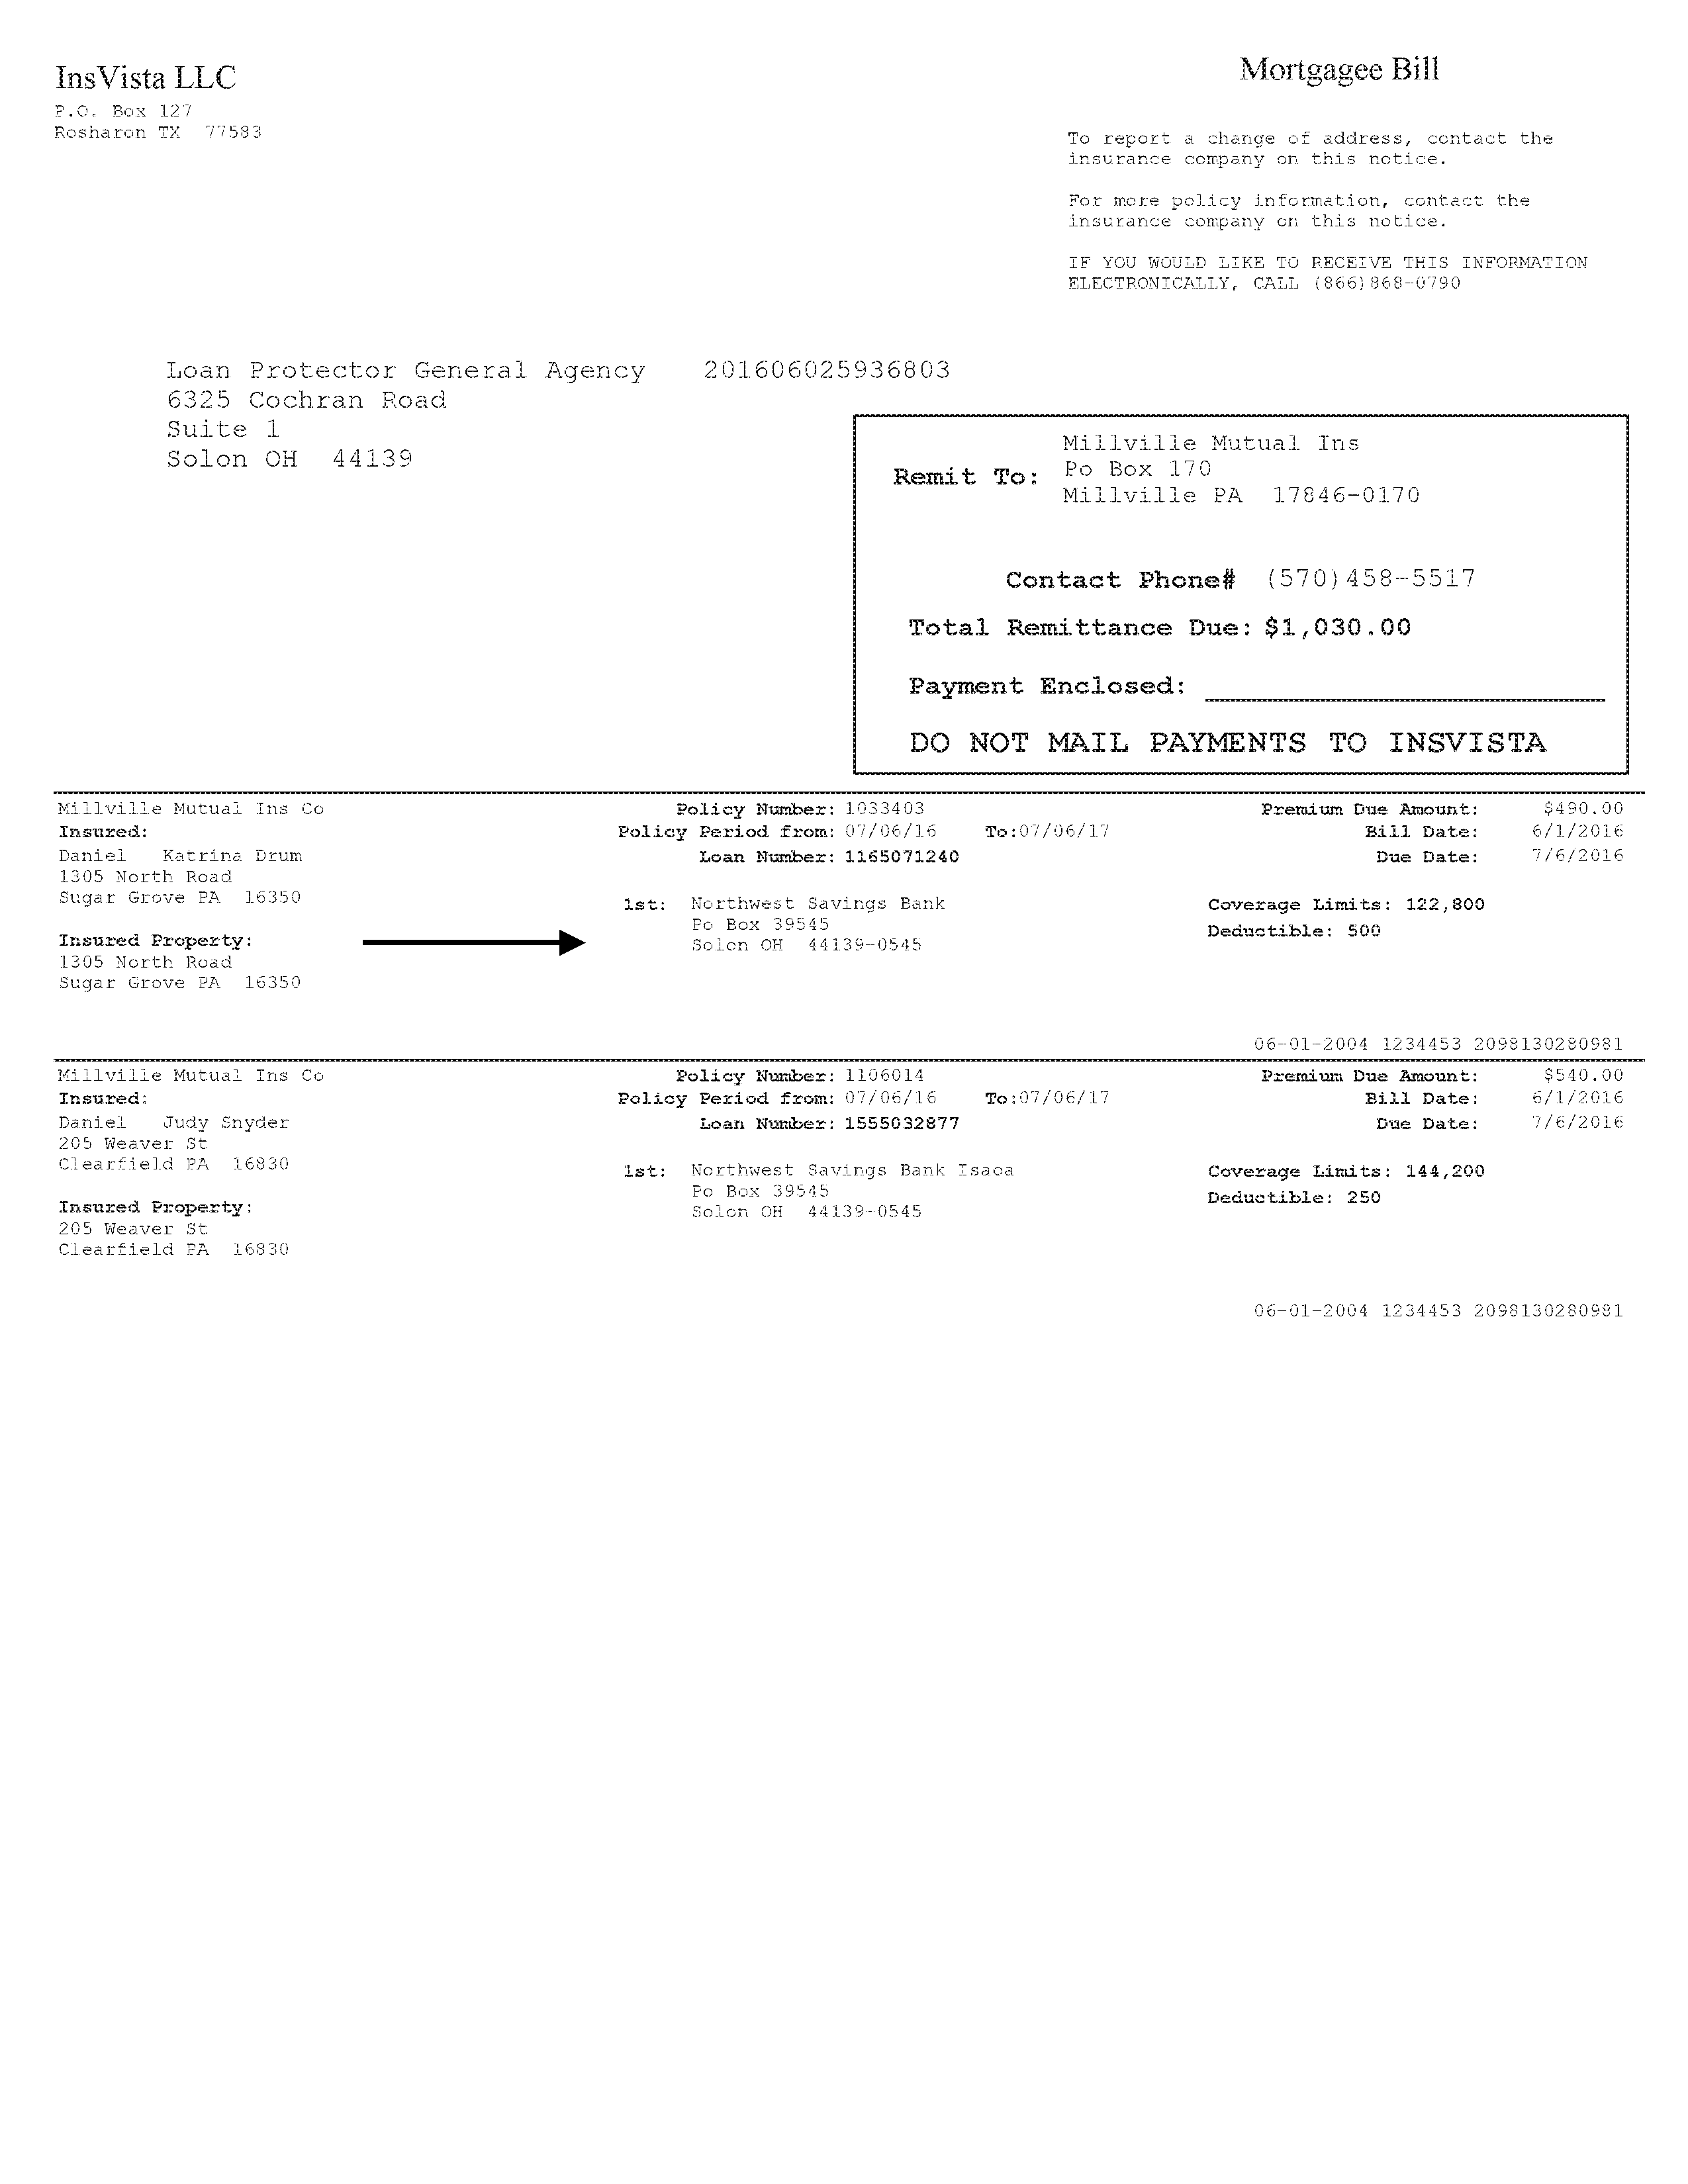 InsVista LLC
P.O. Box 127
Rosharon TX 77583
Mortgagee Bill
To report a change of address, contact the
insurance company on this notice.
For more policy information, contact the
insurance company on this notice.
IF YOU WOULD LIKE TO RECEIVE THIS INFORMATION
ELECTRONICALLY, CALL (866)868-0790
Loan Protector General Agency 201606025936803
6325 Cochran Road
Suite 1
Solon OH 44139
Remit To:
Millville Mutual Ins
Po Box 170
Millville PA 17846-0170
Contact Phone# (570)458-5517
Total Remittance Due: $1,030.00
Payment Enclosed:
DO NOT MAIL PAYMENTS TO INSVISTA
Millville Mutual Ins Co
Insured:
Daniel Katrina Drum
1305 North Road
Sugar Grove PA 16350
Insured Property:
1305 North Road
Sugar Grove PA 16350
Policy Number: 1033403
Policy Period from: 07/06/16 To:07/06/17
Loan Number: 1165071240
1st: Northwest Savings Bank
Po Box 39545
Solon OH 44139-0545
Premium Due Amount: $490.00
Bill Date: 6/1/2016
Due Date: 7/6/2016
Coverage Limits: 122,800
Deductible: 500
06-01-2004 1234453 2098130280981
Millville Mutual Ins Co
Insured:
Daniel Judy Snyder
205 Weaver St
Clearfield PA 16830
Insured Property:
205 Weaver St
Clearfield PA 16830
Policy Number: 1106014
Policy Period from: 07/06/16 To:07/06/17
Loan Number: 1555032877
1st: Northwest Savings Bank Isaoa
Po Box 39545
Solon OH 44139-0545
Premium Due Amount: $540.00
Bill Date: 6/1/2016
Due Date: 7/6/2016
Coverage Limits: 144,200
Deductible: 250
06-01-2004 1234453 2098130280981